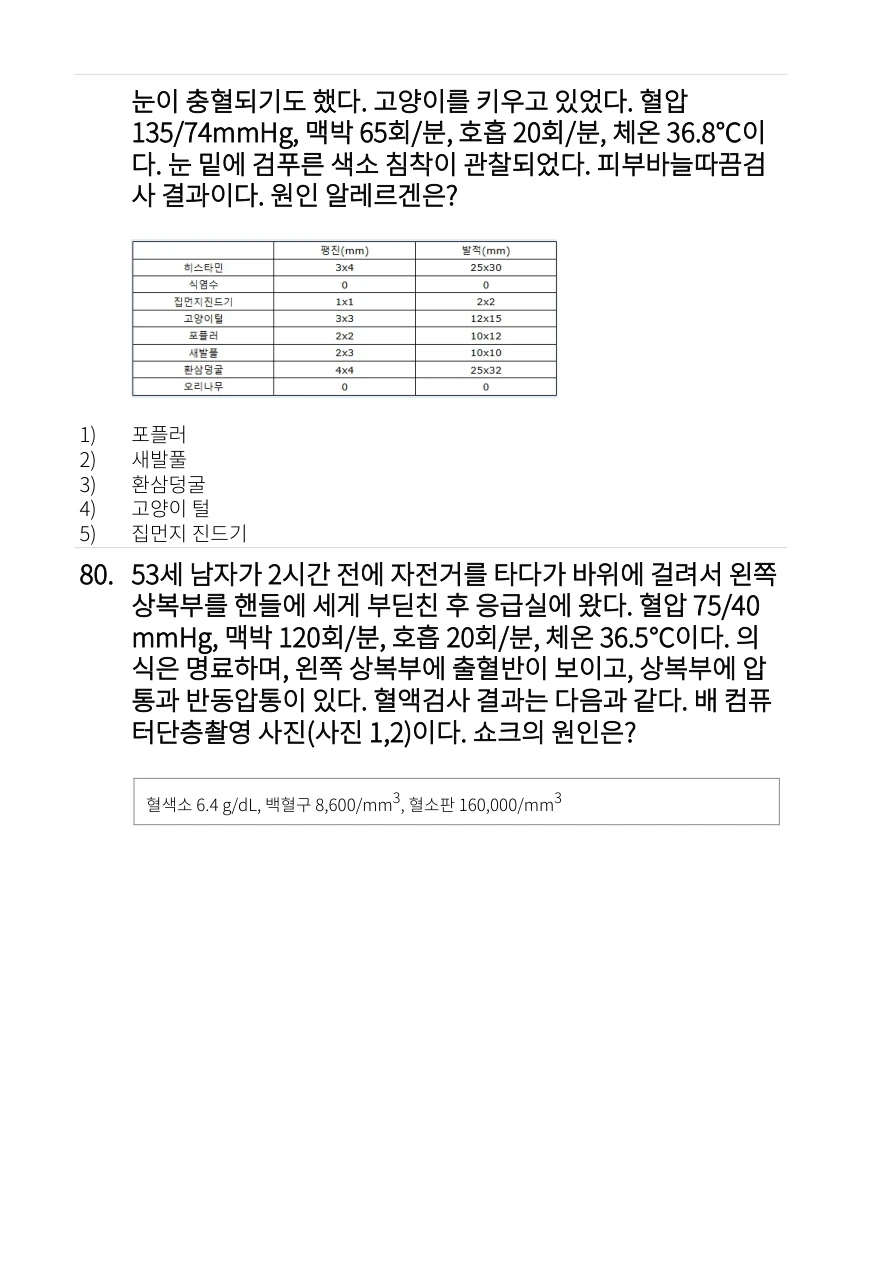 눈이 충혈되기도 했다. 고양이를 키우고 있었다. 혈압
135/74mmHg, 맥박 65회/분, 호흡 20회/분, 체온 36.8℃이
다. 눈 밑에 검푸른 색소 침착이 관찰되었다. 피부바늘따끔검
사 결과이다. 원인 알레르겐은?
평진(mm) 발적(mm)
히스타민 3x4 25x30
식염수 0 0
집먼지진드기 1x1 2x2
고양이털 3x3 12x15
포플러 2x2 10x12
새발풀 2x3 10x10
환삼덩굴 4x4 25x32
오리나무 0 0
1) 포플러
2) 새발풀
3) 환삼덩굴
4) 고양이 털
5) 집먼지 진드기
80. 53세 남자가 2시간 전에 자전거를 타다가 바위에 걸려서 왼쪽
상복부를 핸들에 세게 부딛친 후 응급실에 왔다. 혈압 75/40
mmHg, 맥박 120회/분, 호흡 20회/분, 체온 36.5℃이다. 의
식은 명료하며, 왼쪽 상복부에 출혈반이 보이고, 상복부에 압
통과 반동압통이 있다. 혈액검사 결과는 다음과 같다. 배 컴퓨
터단층촬영 사진(사진 1,2)이다. 쇼크의 원인은?
혈색소 6.4 g/dL, 백혈구 8,600/mm³, 혈소판 160,000/mm³